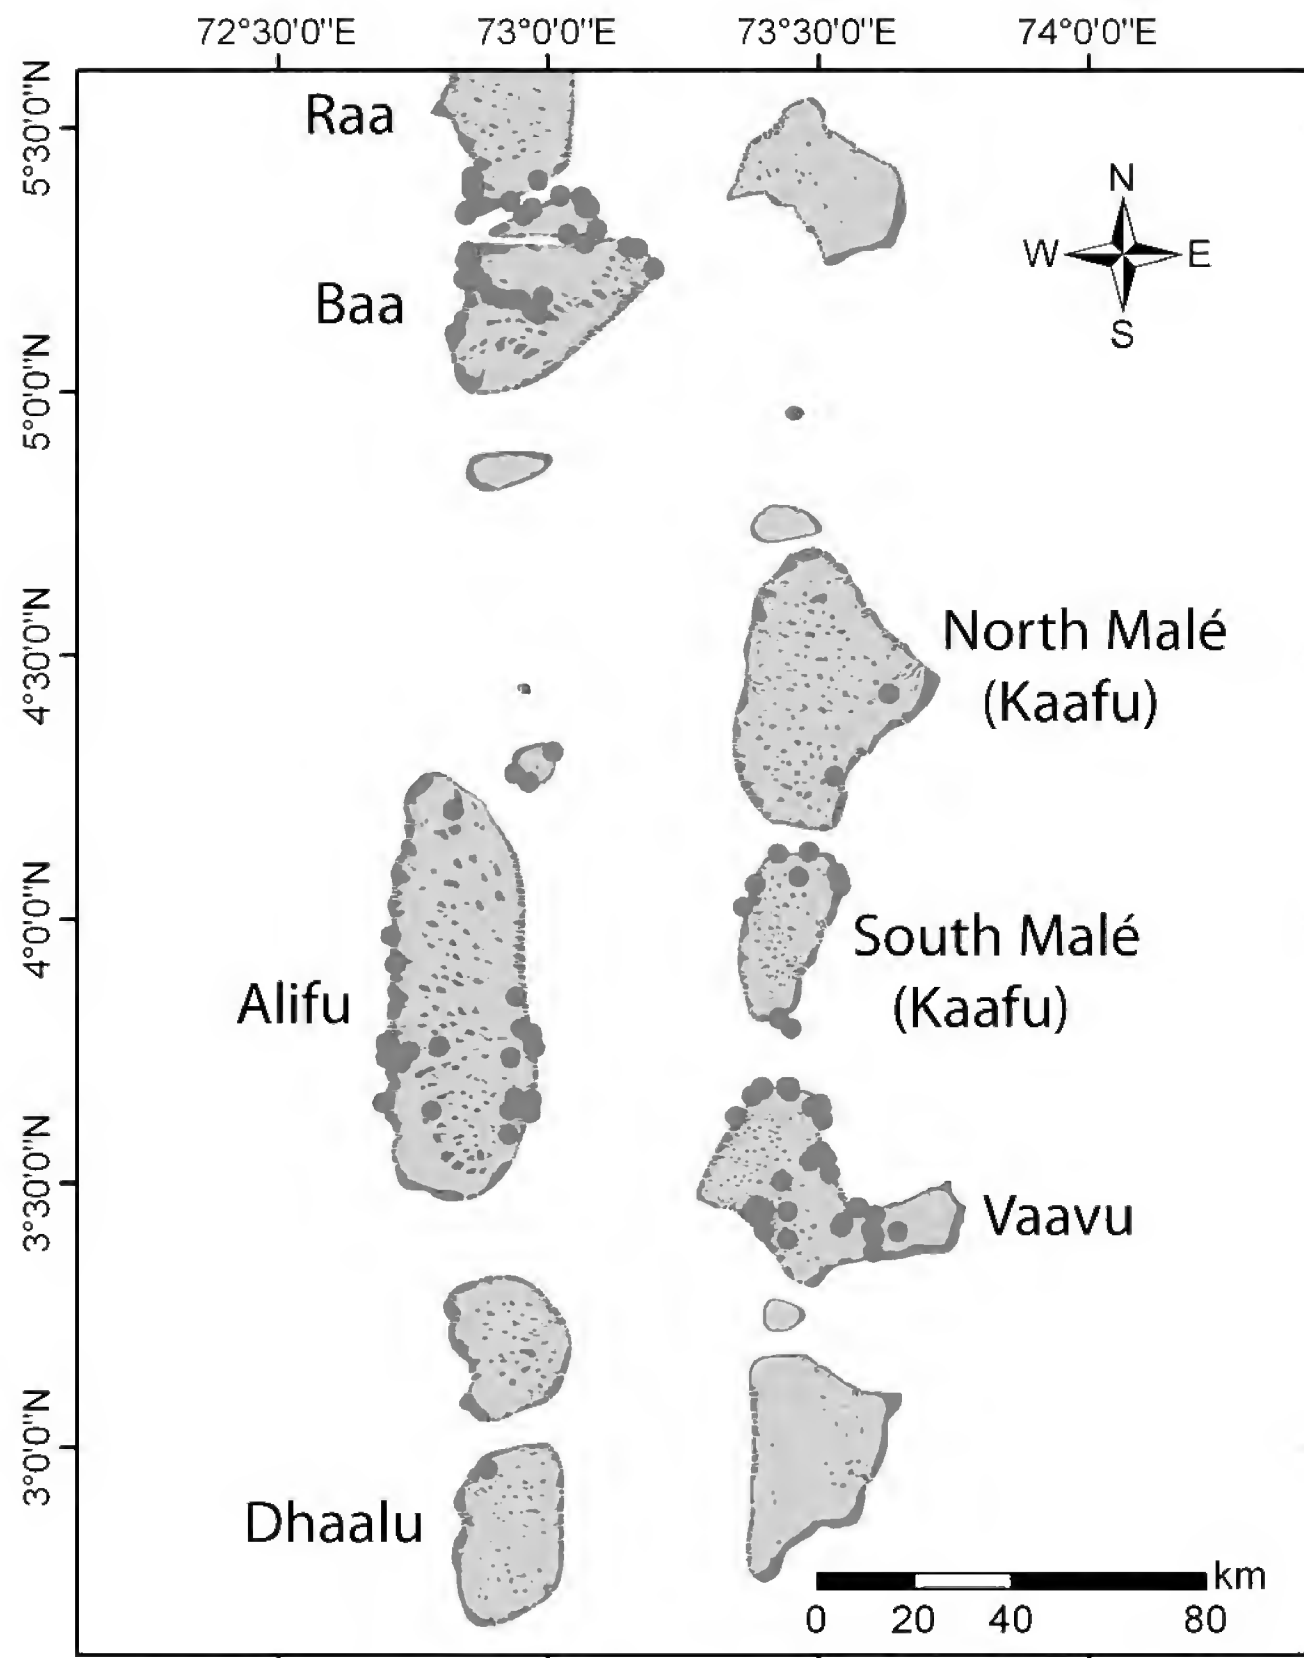 72°30'0"E 73°0'0"E 73°30'0"E 74°0'0"E
5°30'0"N
Raa
N
W E
S
Baa
5°0'0"N
4°30'0"N
North Malé
(Kaafu)
4°0'0"N
South Malé
(Kaafu)
Alifu
3°30'0"N
Vaavu
3°0'0"N
Dhaalu
km
0 20 40 80